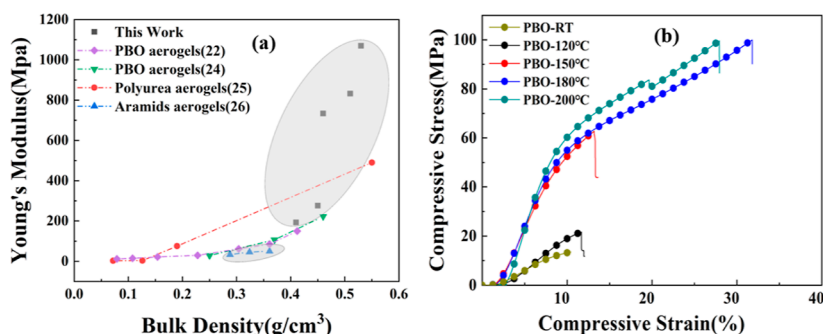 This Work
PBO aerogels(22)
PBO aerogels(24)
Polyurea aerogels(25)
Aramids aerogels(26)
(a)
Young's Modulus(Mpa)
1200
1000
800
600
400
200
0
0.0 0.1 0.2 0.3 0.4 0.5 0.6
Bulk Density(g/cm³)
PBO-RT
PBO-120℃
PBO-150℃
PBO-180℃
PBO-200℃
(b)
Compressive Stress(MPa)
100
80
60
40
20
0
0 10 20 30 40
Compressive Strain(%)